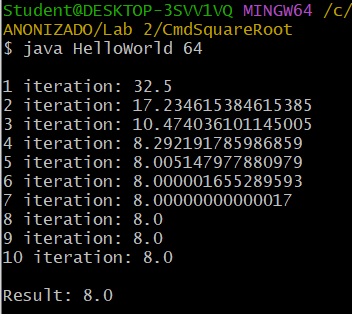 Student@DESKTOP-3SVV1VQ MINGW64 /c/
ANONIZADO/Lab 2/CmdSquareRoot
$ java HelloWorld 64
1 iteration: 32.5
2 iteration: 17.234615384615385
3 iteration: 10.474036101145005
4 iteration: 8.292191785986859
5 iteration: 8.005147977880979
6 iteration: 8.000001655289593
7 iteration: 8.00000000000017
8 iteration: 8.0
9 iteration: 8.0
10 iteration: 8.0
Result: 8.0